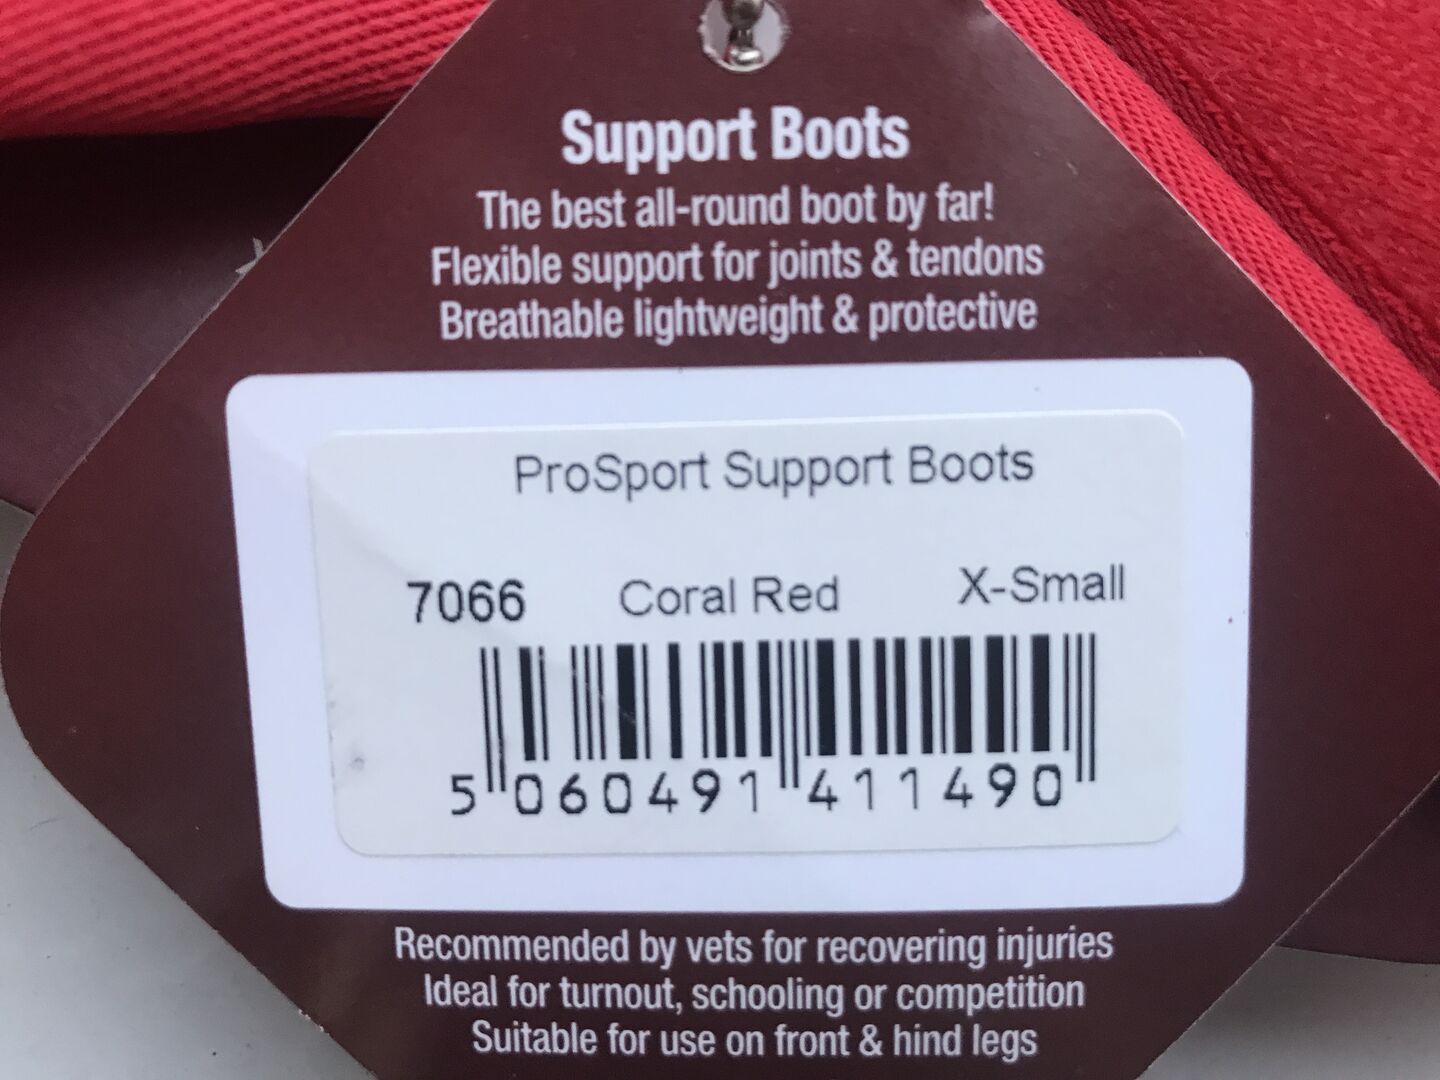 Support Boots
The best all-round boot by far!
Flexible support for joints & tendons
Breathable lightweight & protective
ProSport Support Boots
7066 Coral Red X-Small
5 060491 411490
Recommended by vets for recovering injuries
Ideal for turnout, schooling or competition
Suitable for use on front & hind legs